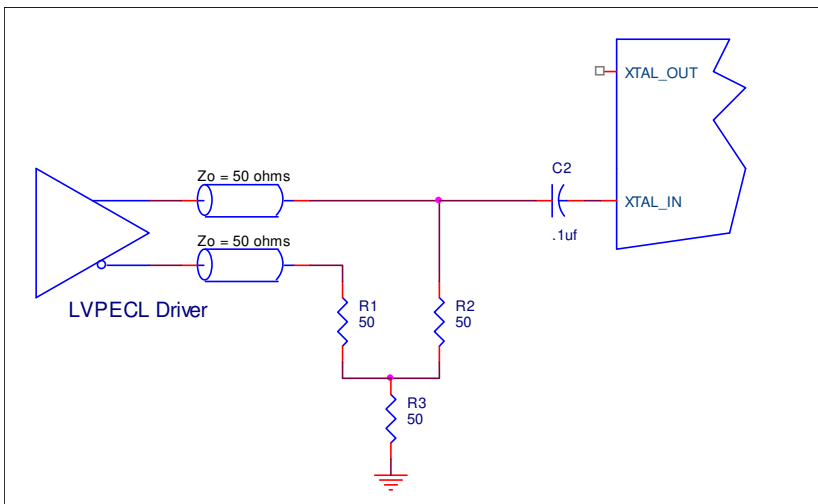 XTAL_OUT
Zo = 50 ohms
C2
XTAL_IN
.1uf
Zo = 50 ohms
LVPECL Driver
R1
50
R2
50
R3
50